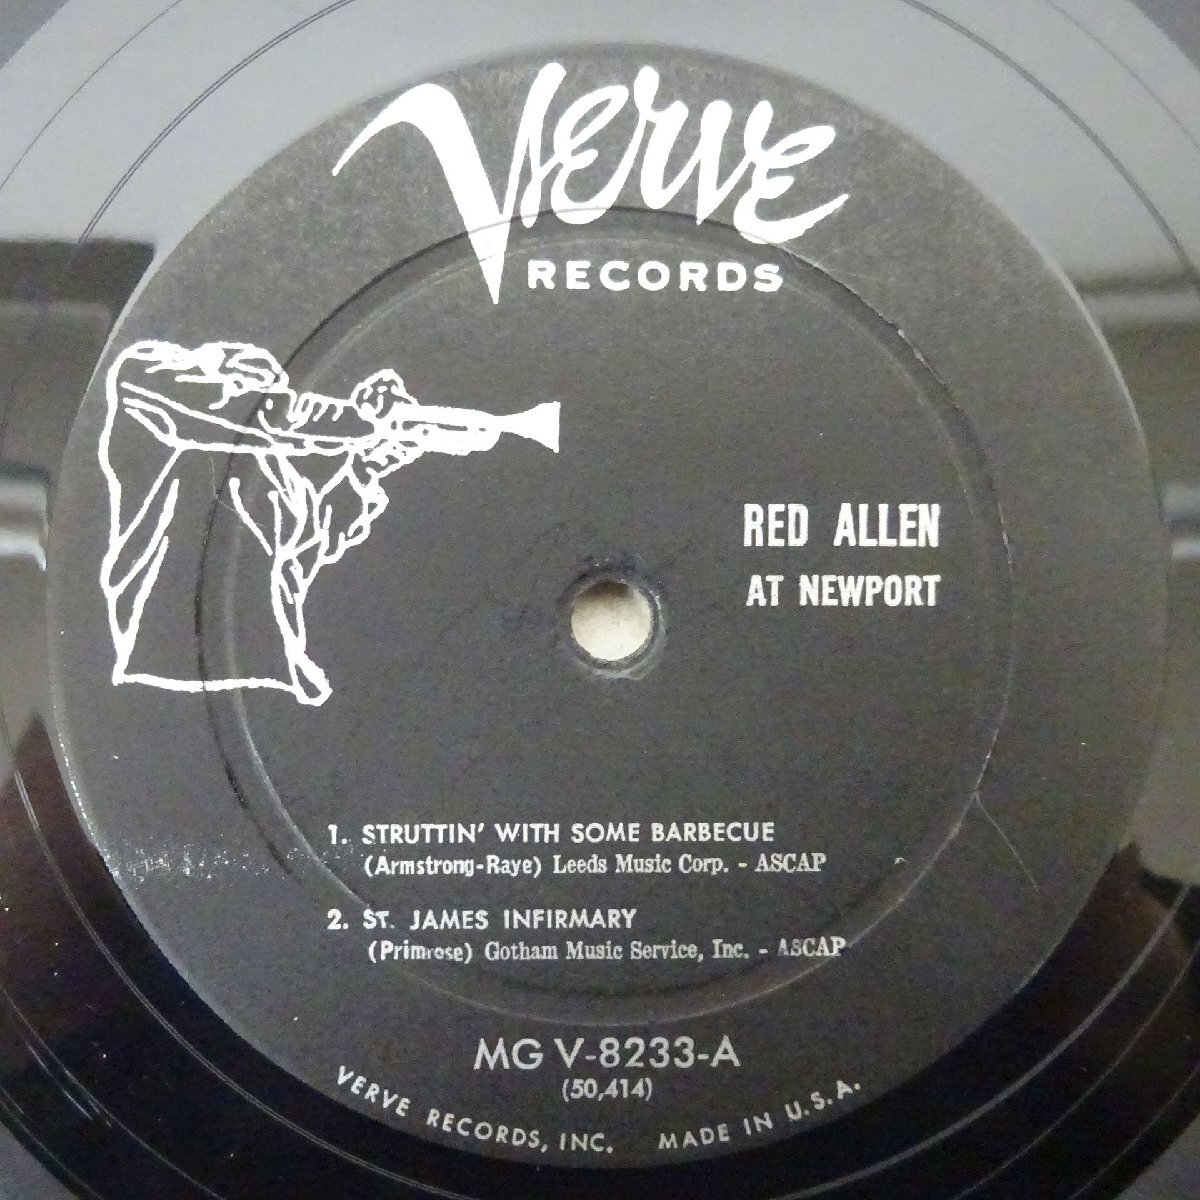 Verve
RECORDS
RED ALLEN
AT NEWPORT
1. STRUTTIN' WITH SOME BARBECUE
(Armstrong-Raye) Leeds Music Corp. - ASCAP
2. ST. JAMES INFIRMARY
(Primrose) Gotham Music Service, Inc. - ASCAP
MG V-8233-A
(50,414)
VERVE RECORDS, INC. MADE IN U.S.A.